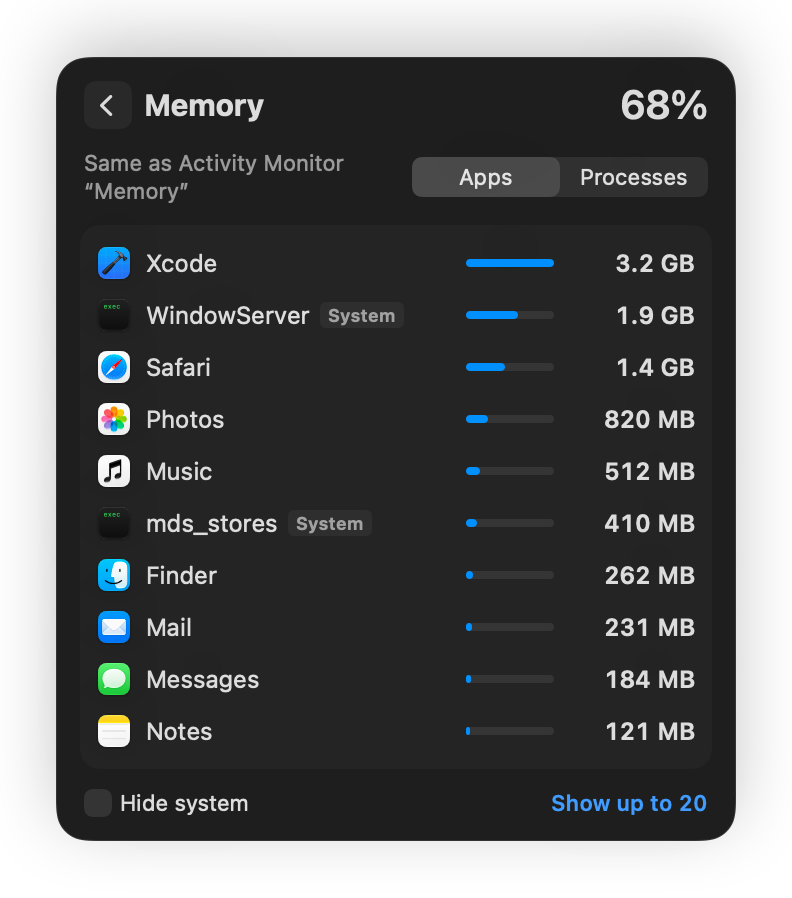 Memory
68%
Same as Activity Monitor
“Memory”
Apps
Processes
Xcode 3.2 GB
exec
WindowServer System 1.9 GB
Safari 1.4 GB
Photos 820 MB
Music 512 MB
exec
mds_stores System 410 MB
Finder 262 MB
Mail 231 MB
Messages 184 MB
Notes 121 MB
Hide system
Show up to 20